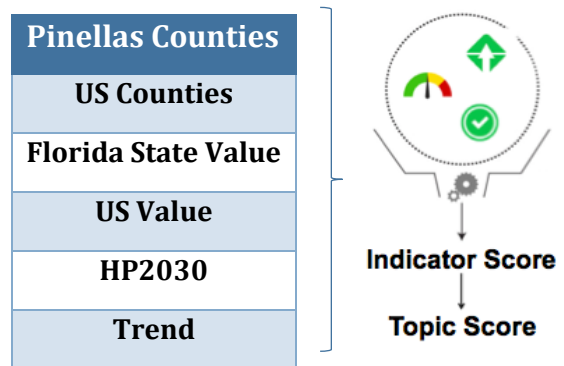 Pinellas Counties
US Counties
Florida State Value
US Value
HP2030
Trend
Indicator Score
Topic Score